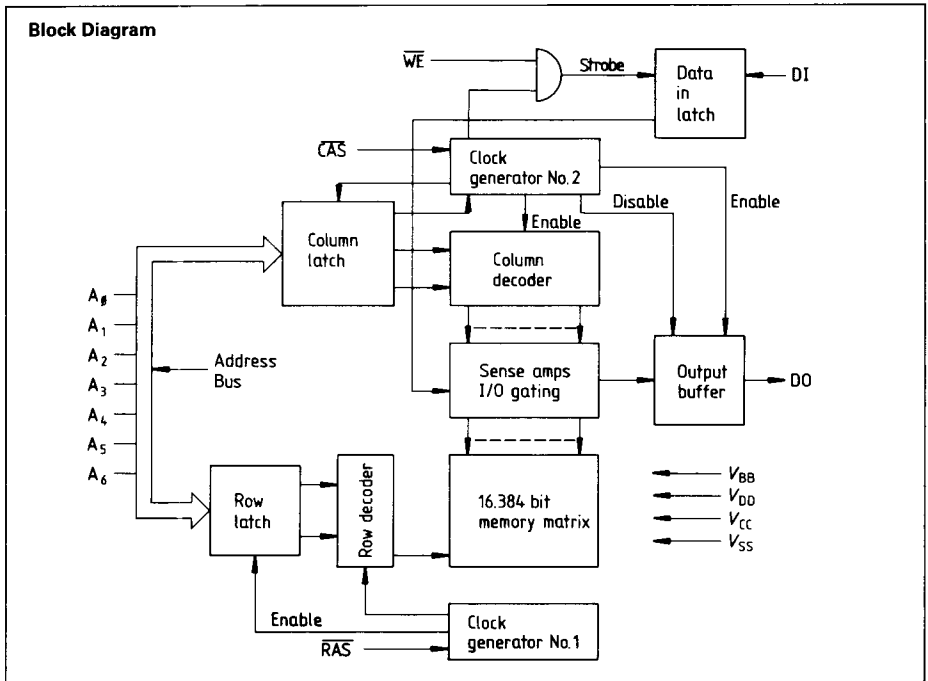 Block Diagram
WE
Strobe
Data
in
latch
DI
CAS
Clock
generator No.2
Disable
Enable
Enable
Column
latch
Column
decoder
A0
A1
A2
A3
A4
A5
A6
Address
Bus
Sense amps
I/O gating
Output
buffer
DO
Row
latch
Row decoder
16.384 bit
memory matrix
VBB
VDD
VCC
VSS
Enable
RAS
Clock
generator No.1